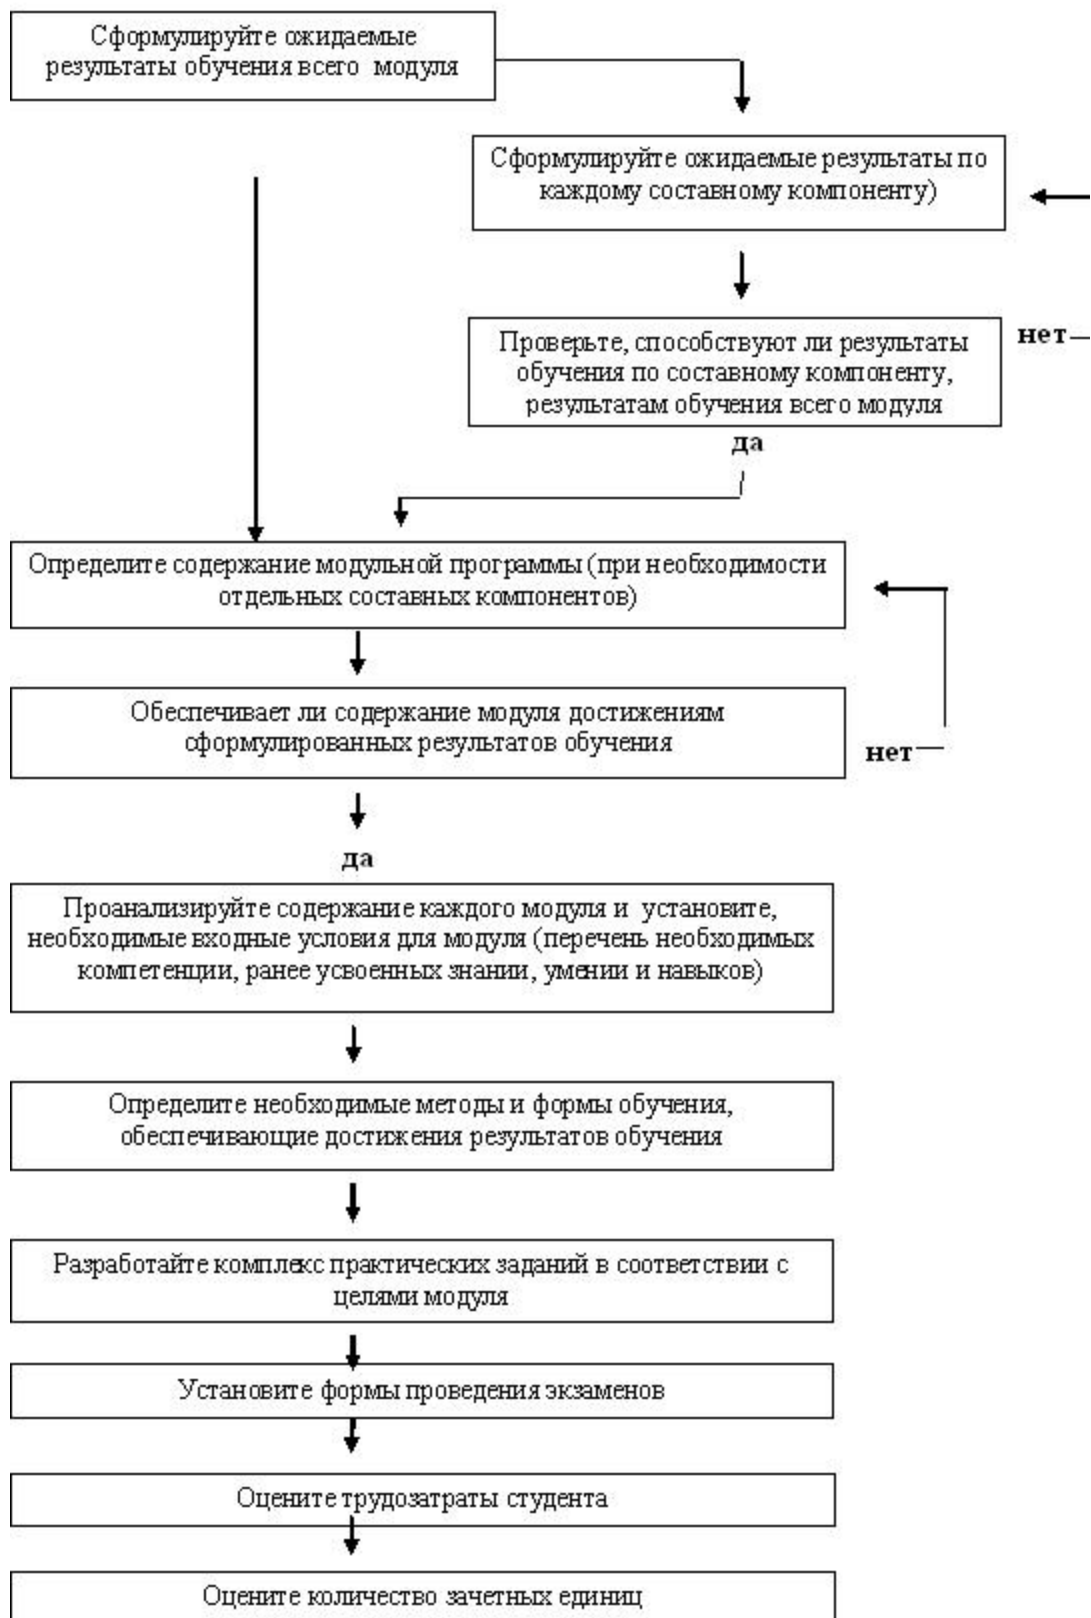 Сформулируйте ожидаемые
результаты обучения всего модуля
Сформулируйте ожидаемые результаты по
каждому составному компоненту)
Проверьте, способствуют ли результаты
обучения по составному компоненту,
результатам обучения всего модуля
нет
да
Определите содержание модульной программы (при необходимости
отдельных составных компонентов)
Обеспечивает ли содержание модуля достижениям
сформулированных результатов обучения
нет
да
Проанализируйте содержание каждого модуля и установите,
необходимые входные условия для модуля (перечень необходимых
компетенции, ранее усвоенных знании, умении и навыков)
Определите необходимые методы и формы обучения,
обеспечивающие достижения результатов обучения
Разработайте комплекс практических заданий в соответствии с
целями модуля
Установите формы проведения экзаменов
Оцените трудозатраты студента
Оцените количество зачетных единиц